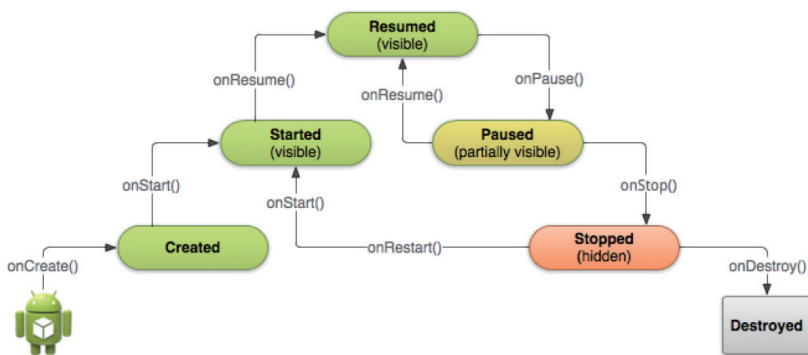 Resumed
(visible)
onResume()
onResume()
onPause()
Started
(visible)
Paused
(partially visible)
onStart()
onStart()
onStop()
Created
onRestart()
Stopped
(hidden)
onCreate()
onDestroy()
Destroyed